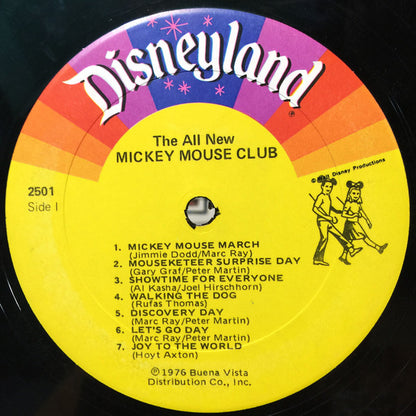 Disneyland
®
The All New
MICKEY MOUSE CLUB
2501
Side I
© Walt Disney Productions
1. MICKEY MOUSE MARCH
(Jimmie Dodd/Marc Ray)
2. MOUSEKETEER SURPRISE DAY
(Gary Graf/Peter Martin)
3. SHOWTIME FOR EVERYONE
(Al Kasha/Joel Hirschhorn)
4. WALKING THE DOG
(Rufas Thomas)
5. DISCOVERY DAY
(Marc Ray/Peter Martin)
6. LET'S GO DAY
(Marc Ray/Peter Martin)
7. JOY TO THE WORLD
(Hoyt Axton)
℗ 1976 Buena Vista
Distribution Co., Inc.